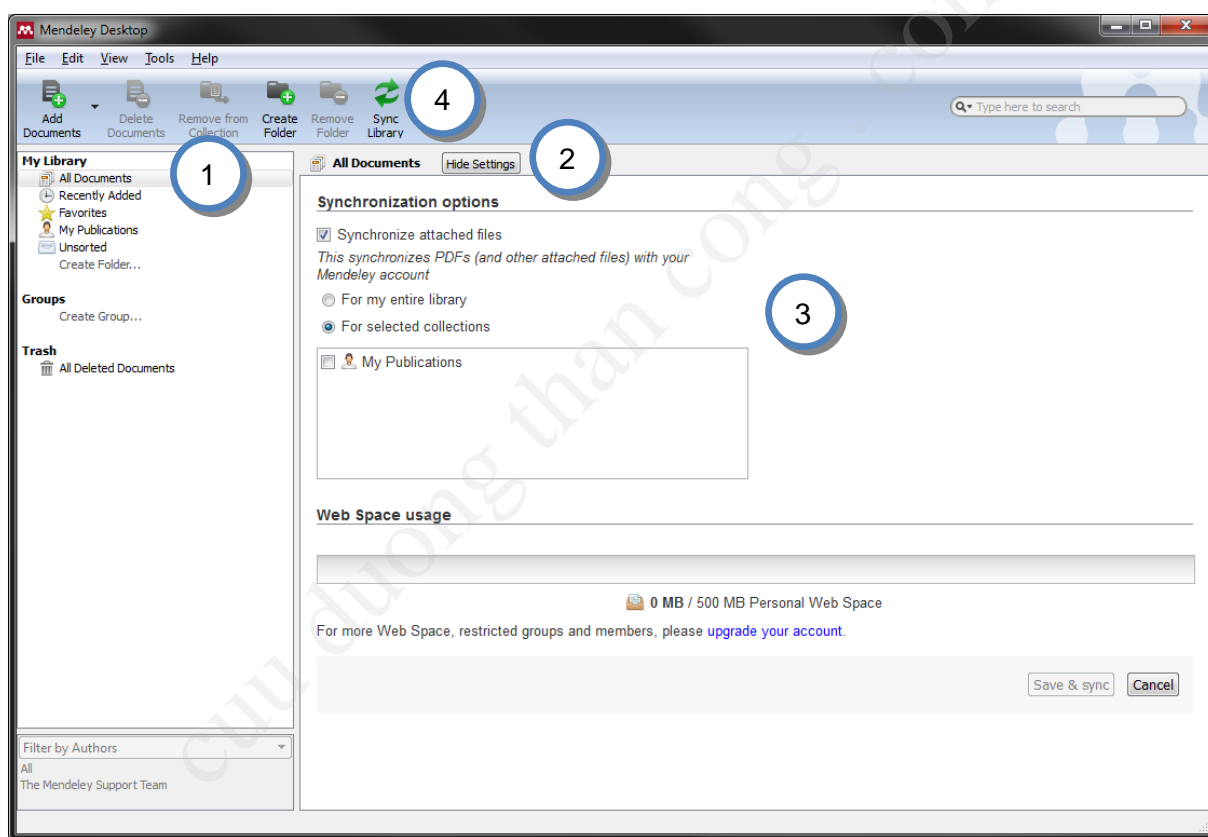 Mendeley Desktop
File Edit View Tools Help
Add Documents
Delete Documents
Remove from Collection
Create Folder
Remove Folder
Sync Library
4
Type here to search
My Library
All Documents
1
Recently Added
Favorites
My Publications
Unsorted
Create Folder...
Groups
Create Group...
Trash
All Deleted Documents
Filter by Authors
All
The Mendeley Support Team
All Documents
Hide Settings
2
Synchronization options
Synchronize attached files
This synchronizes PDFs (and other attached files) with your
Mendeley account
For my entire library
For selected collections
3
My Publications
Web Space usage
0 MB / 500 MB Personal Web Space
For more Web Space, restricted groups and members, please upgrade your account.
Save & sync
Cancel
cuu duong than cong . com